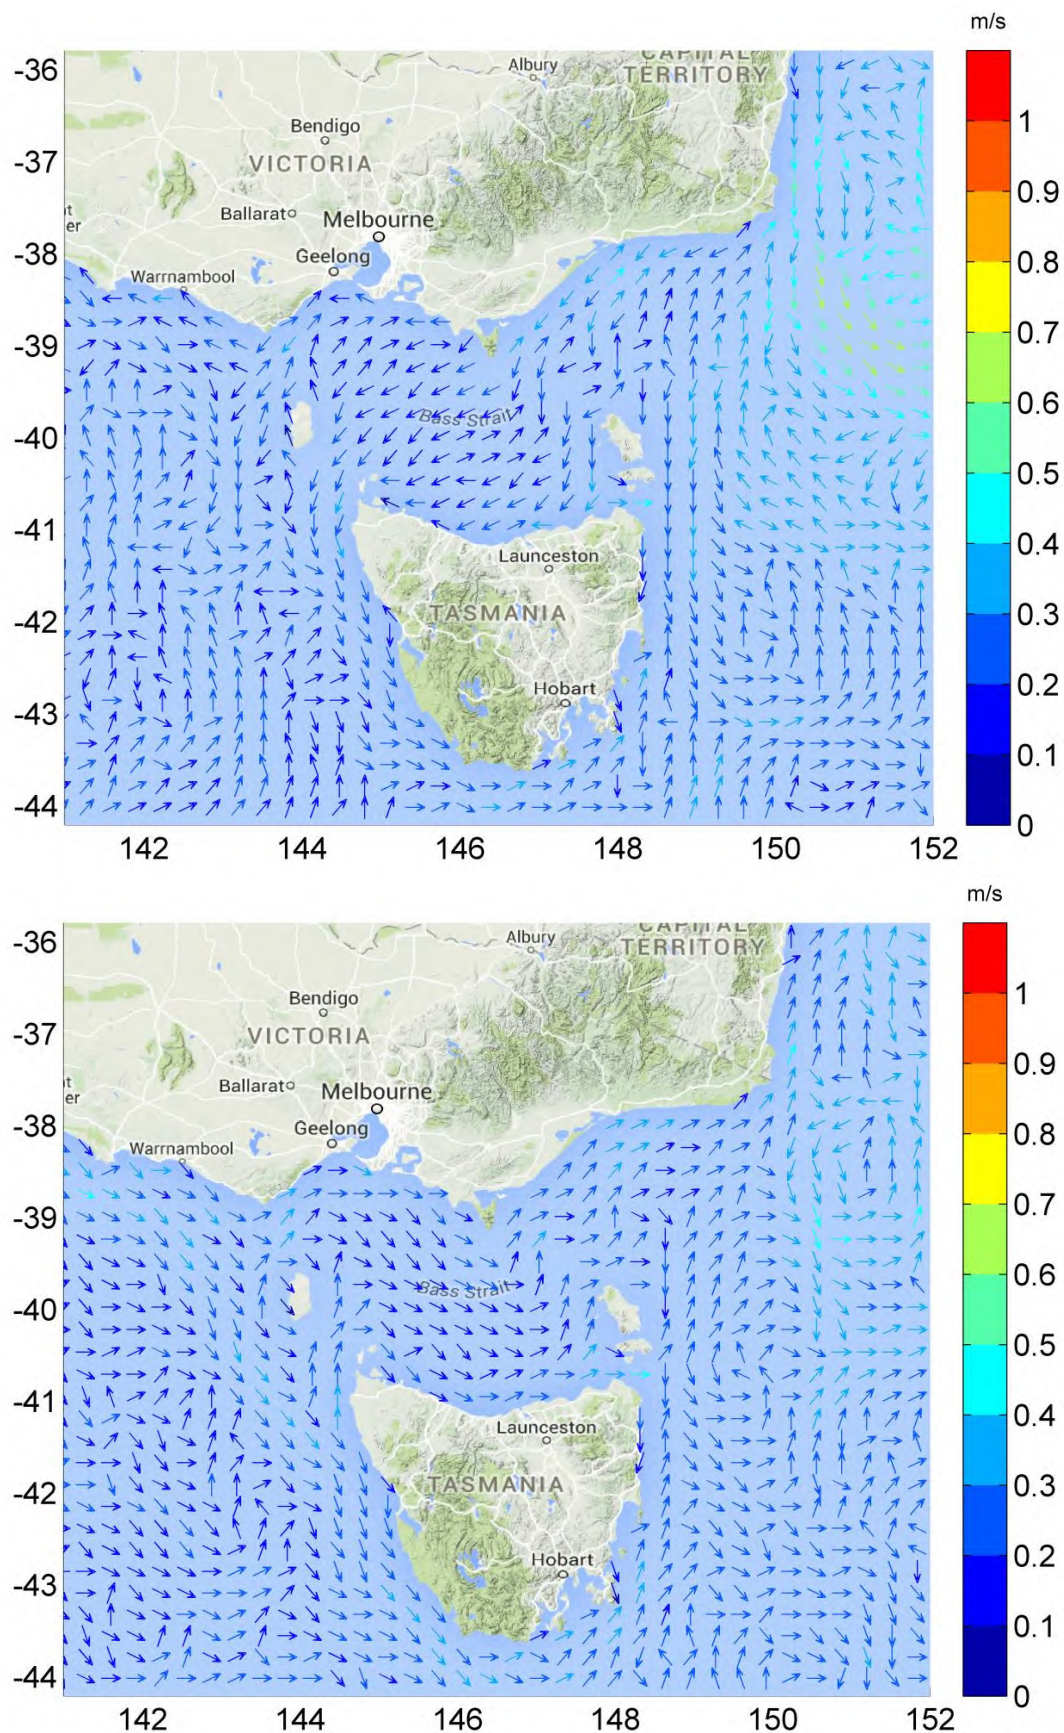 m/s
CAPITAL
TERRITORY
Albury
Bendigo
VICTORIA
Ballarat
Melbourne
Geelong
Warrnambool
er
Bass Strait
Launceston
TASMANIA
Hobart
-36
-37
-38
-39
-40
-41
-42
-43
-44
142
144
146
148
150
152
1
0.9
0.8
0.7
0.6
0.5
0.4
0.3
0.2
0.1
0
m/s
CAPITAL
TERRITORY
Albury
Bendigo
VICTORIA
Ballarat
Melbourne
Geelong
Warrnambool
er
Bass Strait
Launceston
TASMANIA
Hobart
-36
-37
-38
-39
-40
-41
-42
-43
-44
142
144
146
148
150
152
1
0.9
0.8
0.7
0.6
0.5
0.4
0.3
0.2
0.1
0